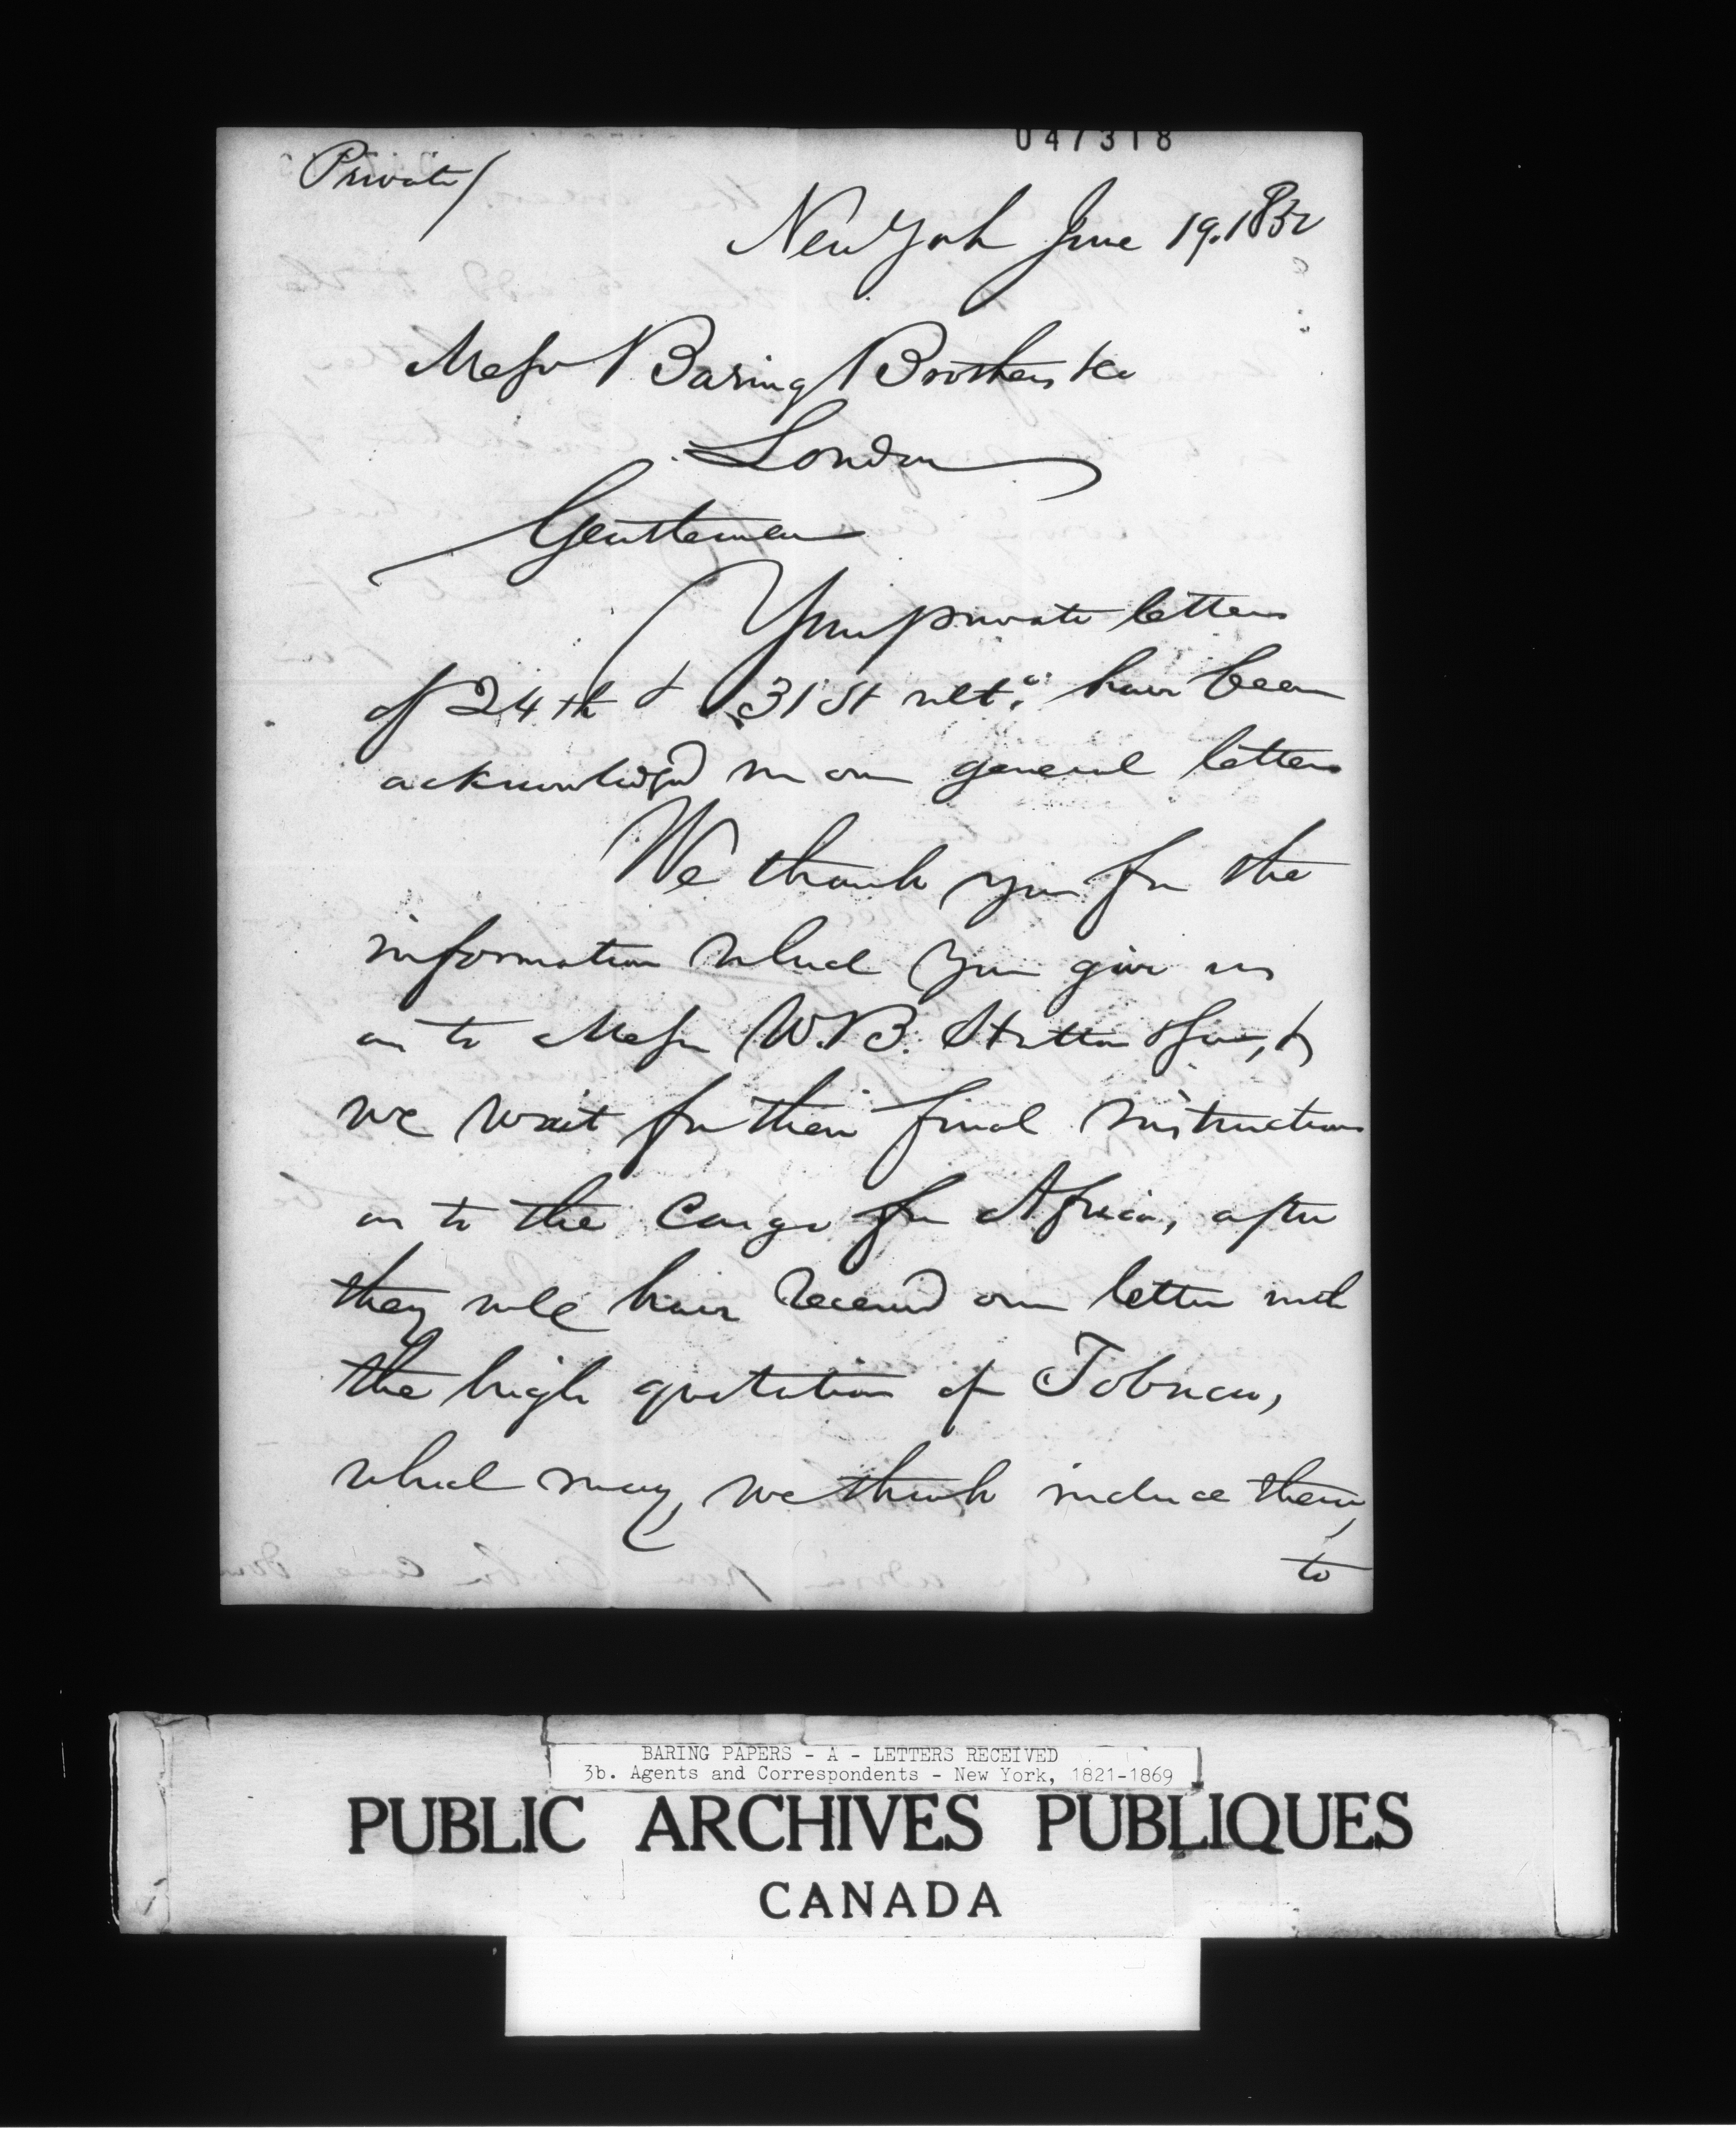 047318
Private/
New York June 19. 1852
Messrs Baring Brothers & Co
London
Gentlemen
Your private letters
of 24th & 31st ulto. have been
acknowledged in our general letters
We thank you for the
information which you give us
as to Messrs W. B. Hutton & Sons, &
we wait for their final instructions
as to the Cargo for Africa, after
they will have received our letter with
the high quotation of Tobacco,
which may, we think induce them,
to
BARING PAPERS - A - LETTERS RECEIVED
3b. Agents and Correspondents - New York, 1821-1869
PUBLIC ARCHIVES PUBLIQUES
CANADA